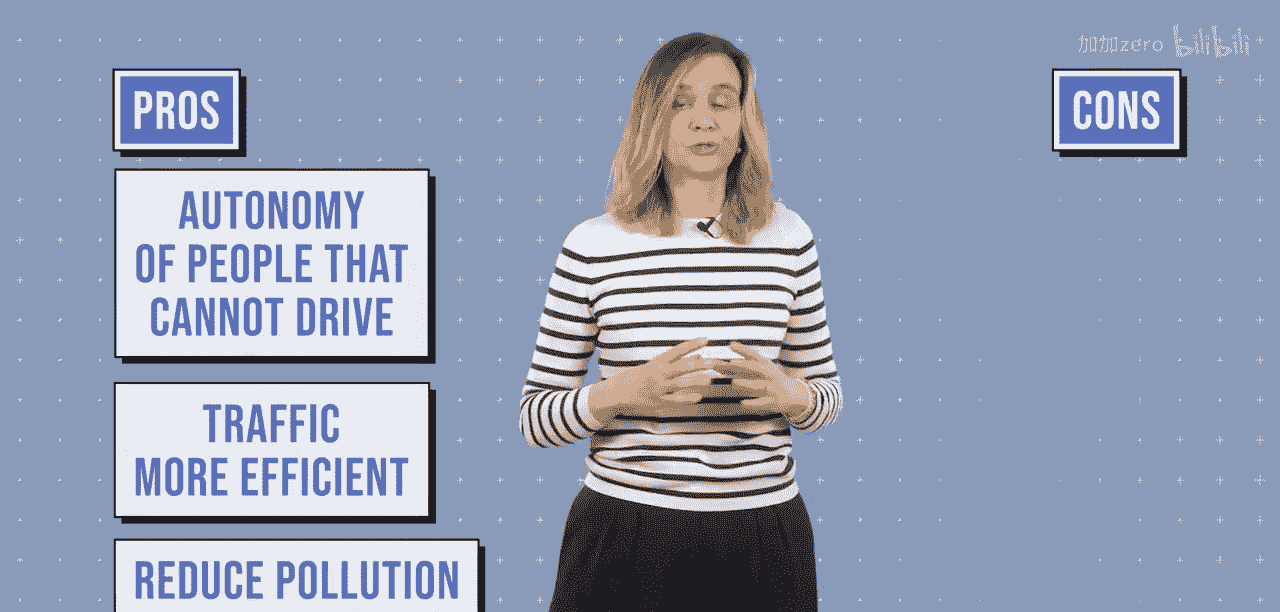 加加zero bilibili
PROS
CONS
AUTONOMY
OF PEOPLE THAT
CANNOT DRIVE
TRAFFIC
MORE EFFICIENT
REDUCE POLLUTION